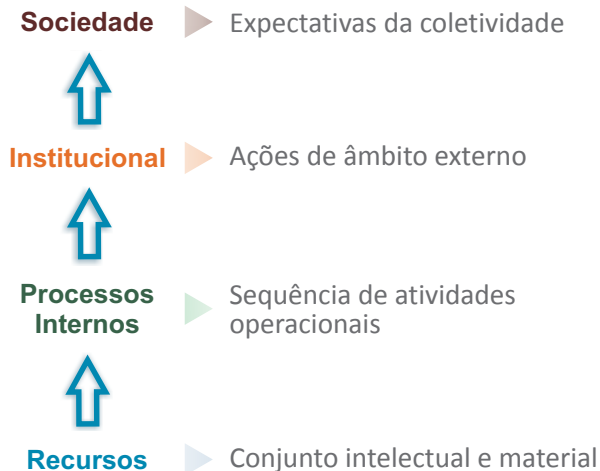 Sociedade
Expectativas da coletividade
Institucional
Ações de âmbito externo
Processos
Internos
Sequência de atividades
operacionais
Recursos
Conjunto intelectual e material